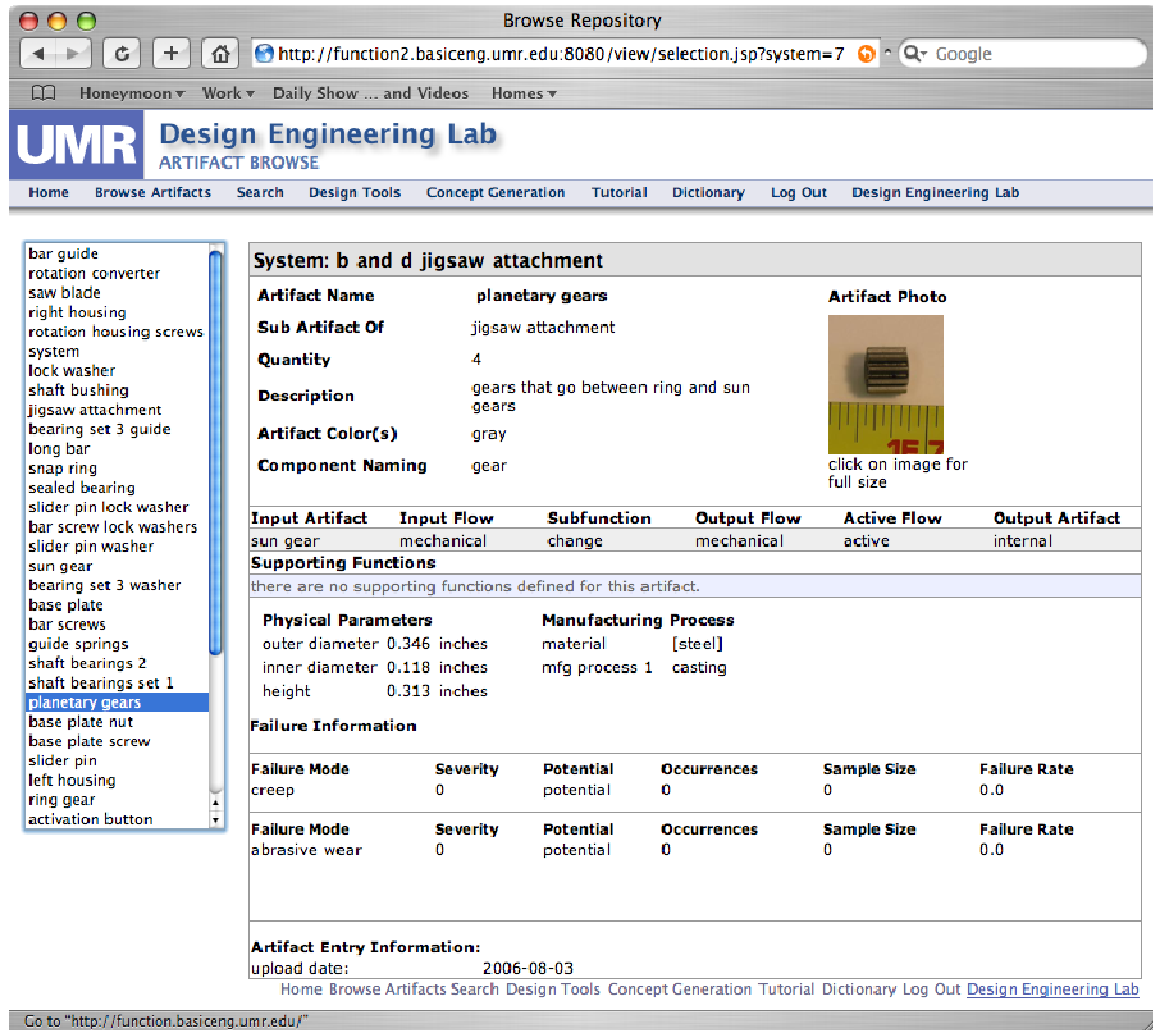 Browse Repository
http://function2.basiceng.umr.edu:8080/view/selection.jsp?system=7
Google
Honeymoon Work Daily Show ... and Videos Homes
UMR
Design Engineering Lab
ARTIFACT BROWSE
Home Browse Artifacts Search Design Tools Concept Generation Tutorial Dictionary Log Out Design Engineering Lab
bar guide
rotation converter
saw blade
right housing
rotation housing screws
system
lock washer
shaft bushing
jigsaw attachment
bearing set 3 guide
long bar
snap ring
sealed bearing
slider pin lock washer
bar screw lock washers
slider pin washer
sun gear
bearing set 3 washer
base plate
bar screws
guide springs
shaft bearings 2
shaft bearings set 1
planetary gears
base plate nut
base plate screw
slider pin
left housing
ring gear
activation button
System: b and d jigsaw attachment
Artifact Name planetary gears
Sub Artifact Of jigsaw attachment
Quantity 4
Description gears that go between ring and sun
gears
Artifact Color(s) gray
Component Naming gear
Artifact Photo
15 7
click on image for
full size
Input Artifact Input Flow Subfunction Output Flow Active Flow Output Artifact
sun gear mechanical change mechanical active internal
Supporting Functions
there are no supporting functions defined for this artifact.
Physical Parameters Manufacturing Process
outer diameter 0.346 inches material [steel]
inner diameter 0.118 inches mfg process 1 casting
height 0.313 inches
Failure Information
Failure Mode Severity Potential Occurrences Sample Size Failure Rate
creep 0 potential 0 0 0.0
Failure Mode Severity Potential Occurrences Sample Size Failure Rate
abrasive wear 0 potential 0 0 0.0
Artifact Entry Information:
upload date: 2006-08-03
Home Browse Artifacts Search Design Tools Concept Generation Tutorial Dictionary Log Out Design Engineering Lab
Go to "http://function.basiceng.umr.edu/"